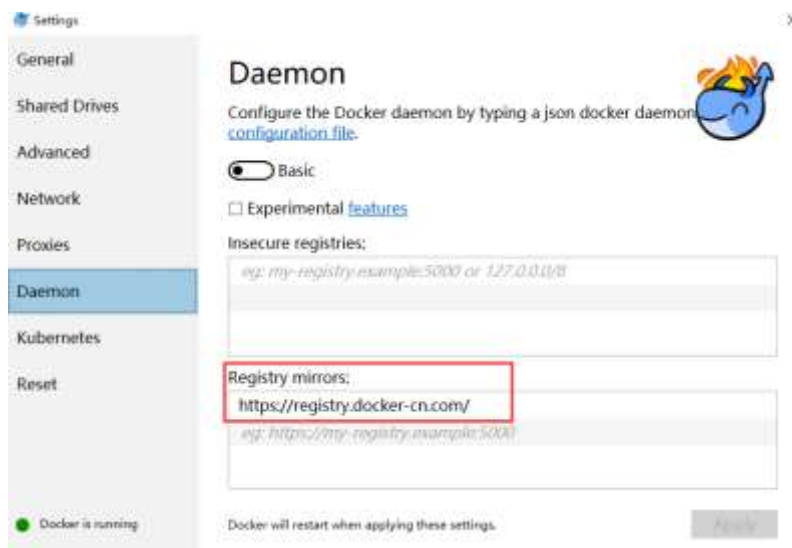 Settings
General
Shared Drives
Advanced
Network
Proxies
Daemon
Kubernetes
Reset
Docker is running
Daemon
Configure the Docker daemon by typing a json docker daemon
configuration file.
Basic
Experimental features
Insecure registries:
eg: my-registry.example:5000 or 127.0.0.0/8
Registry mirrors:
https://registry.docker-cn.com/
eg: https://my-registry.example:5000
Docker will restart when applying these settings.
Apply